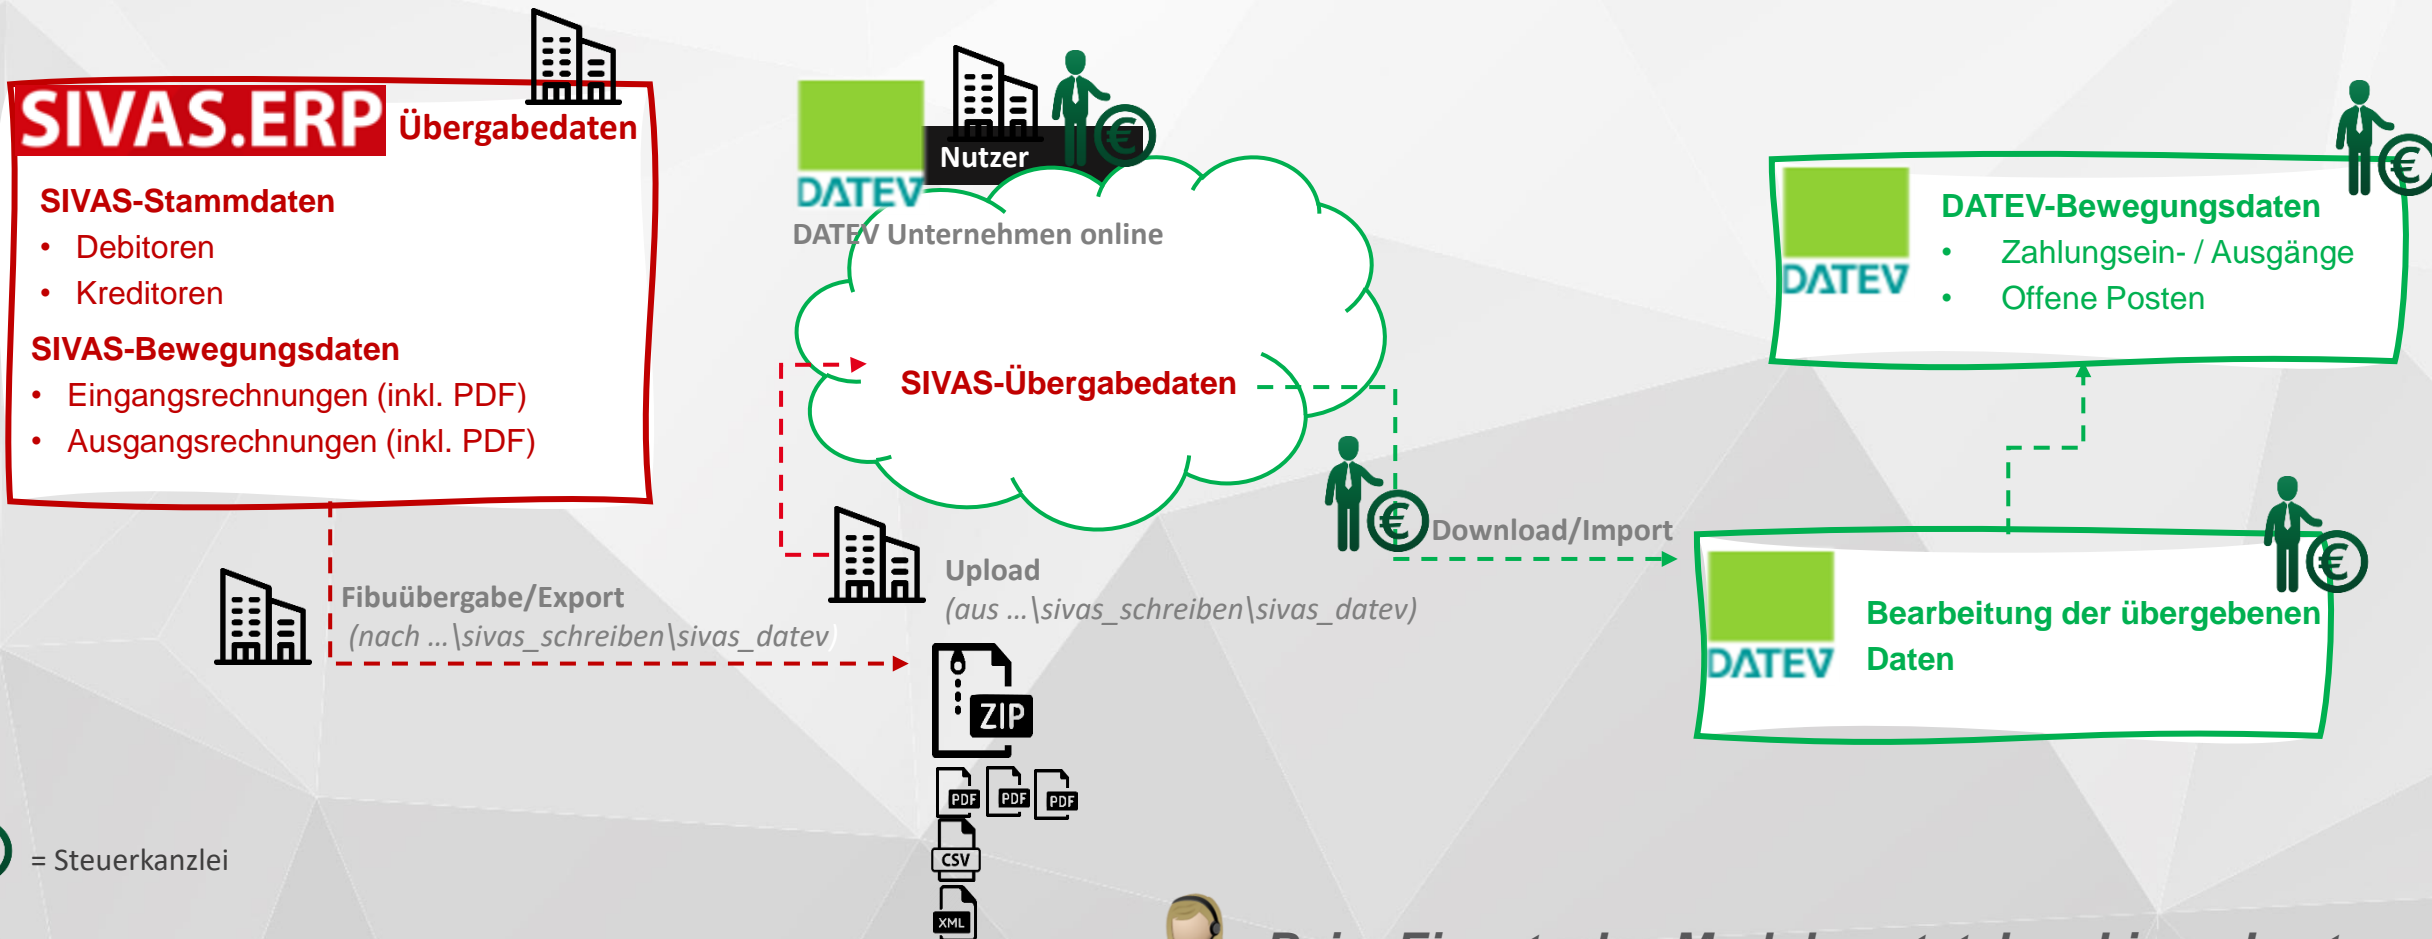 SIVAS.ERP Übergabedaten
SIVAS-Stammdaten
• Debitoren
• Kreditoren
SIVAS-Bewegungsdaten
• Eingangsrechnungen (inkl. PDF)
• Ausgangsrechnungen (inkl. PDF)
Fibuübergabe/Export
(nach ...\sivas_schreiben\sivas_datev)
= Steuerkanzlei
Nutzer
DATEV
DATEV Unternehmen online
SIVAS-Übergabedaten
Upload
(aus ...\sivas_schreiben\sivas_datev)
ZIP
PDF PDF PDF
CSV
XML
Download/Import
DATEV
DATEV-Bewegungsdaten
• Zahlungsein- / Ausgänge
• Offene Posten
DATEV
Bearbeitung der übergebenen
Daten